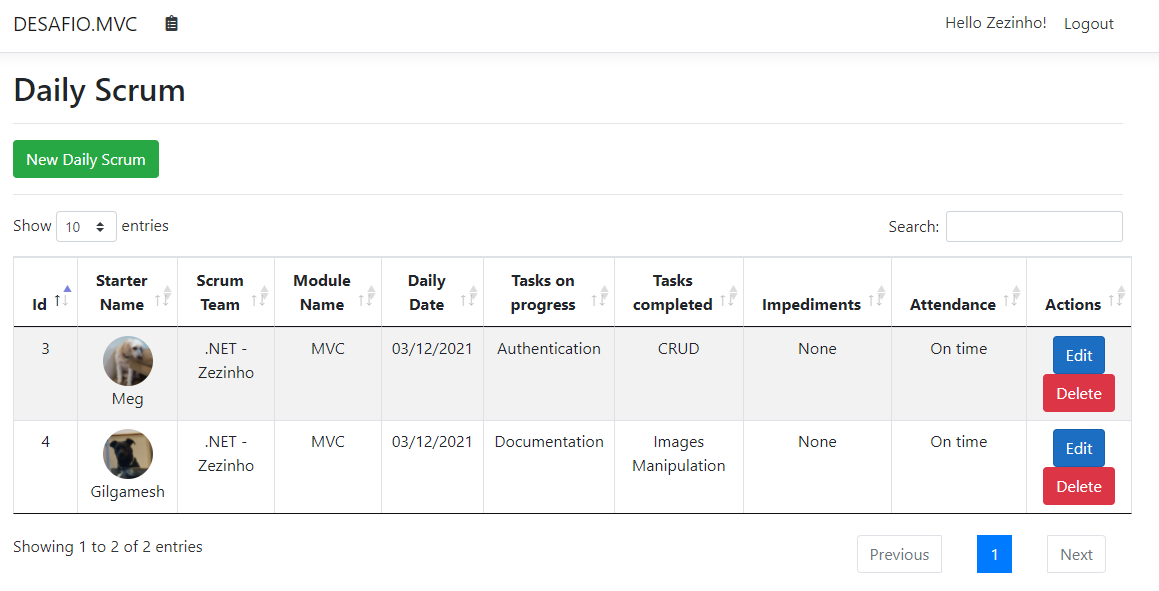 DESAFIO.MVC
Hello Zezinho! Logout
Daily Scrum
New Daily Scrum
Show 10 entries
Search:
Id
Starter
Name
Scrum
Team
Module
Name
Daily
Date
Tasks on
progress
Tasks
completed
Impediments
Attendance
Actions
3
Meg
.NET -
Zezinho
MVC
03/12/2021
Authentication
CRUD
None
On time
Edit
Delete
4
Gilgamesh
.NET -
Zezinho
MVC
03/12/2021
Documentation
Images
Manipulation
None
On time
Edit
Delete
Showing 1 to 2 of 2 entries
Previous 1 Next